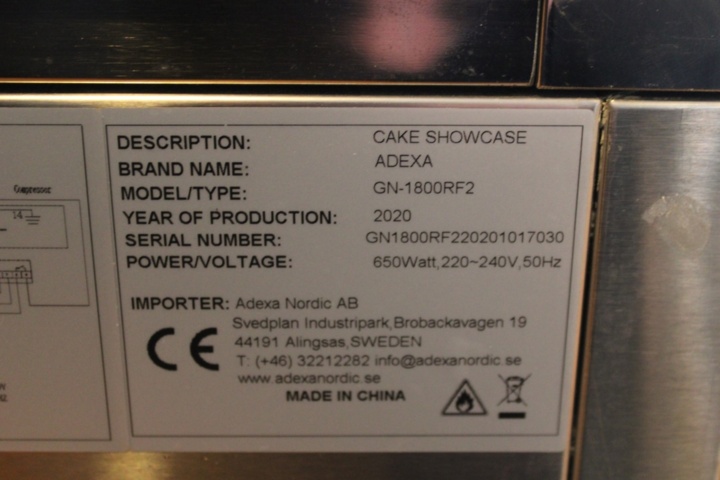 DESCRIPTION: CAKE SHOWCASE
BRAND NAME: ADEXA
MODEL/TYPE: GN-1800RF2
YEAR OF PRODUCTION: 2020
SERIAL NUMBER: GN1800RF220201017030
POWER/VOLTAGE: 650Watt,220~240V,50Hz
IMPORTER: Adexa Nordic AB
Svedplan Industripark,Brobackavagen 19
44191 Alingsas,SWEDEN
T: (+46) 32212282 info@adexanordic.se
www.adexanordic.se
MADE IN CHINA
CE
Compressor